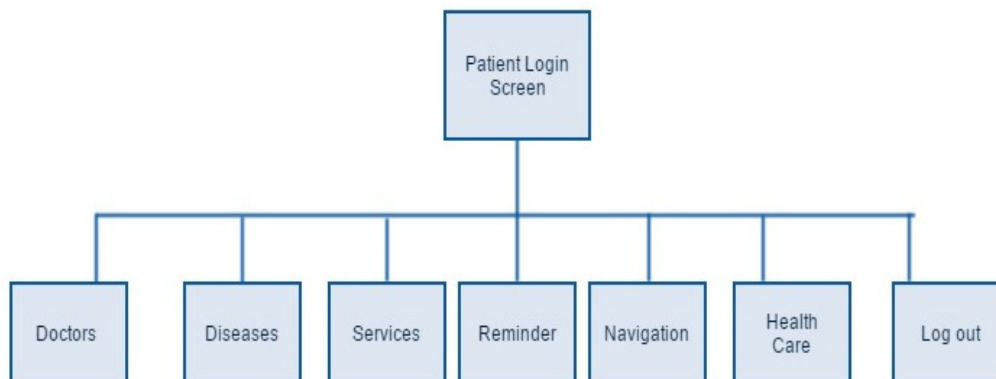 Patient Login
Screen
Doctors
Diseases
Services
Reminder
Navigation
Health
Care
Log out